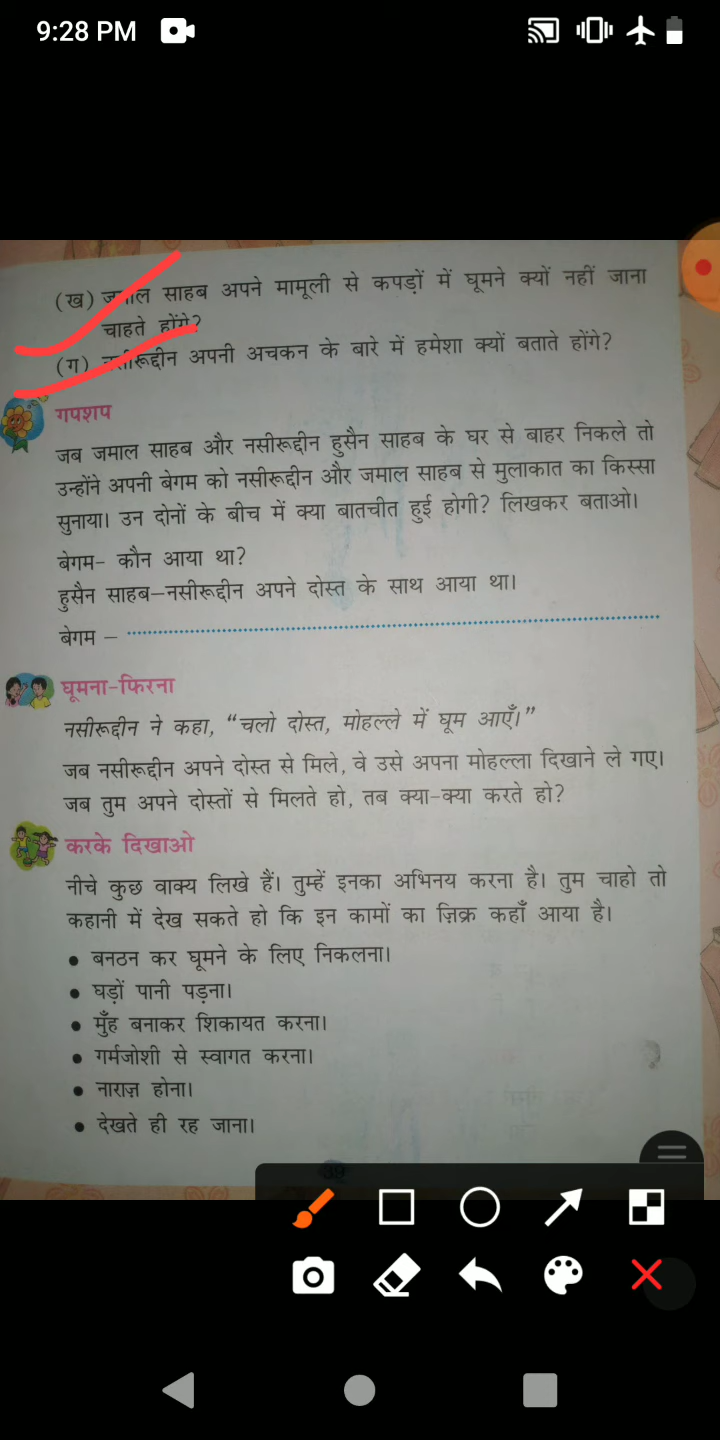 9:28 PM
(ख) जमाल साहब अपने मामूली से कपड़ों में घूमने क्यों नहीं जाना
चाहते होंगे?
(ग) नसीरूद्दीन अपनी अचकन के बारे में हमेशा क्यों बताते होंगे?
गपशप
जब जमाल साहब और नसीरूद्दीन हुसैन साहब के घर से बाहर निकले तो
उन्होंने अपनी बेगम को नसीरूद्दीन और जमाल साहब से मुलाकात का किस्सा
सुनाया। उन दोनों के बीच में क्या बातचीत हुई होगी? लिखकर बताओ।
बेगम– कौन आया था?
हुसैन साहब–नसीरूद्दीन अपने दोस्त के साथ आया था।
बेगम –
घूमना-फिरना
नसीरूद्दीन ने कहा, “चलो दोस्त, मोहल्ले में घूम आएँ।”
जब नसीरूद्दीन अपने दोस्त से मिले, वे उसे अपना मोहल्ला दिखाने ले गए।
जब तुम अपने दोस्तों से मिलते हो, तब क्या-क्या करते हो?
करके दिखाओ
नीचे कुछ वाक्य लिखे हैं। तुम्हें इनका अभिनय करना है। तुम चाहो तो
कहानी में देख सकते हो कि इन कामों का ज़िक्र कहाँ आया है।
• बनठन कर घूमने के लिए निकलना।
• घड़ों पानी पड़ना।
• मुँह बनाकर शिकायत करना।
• गर्मजोशी से स्वागत करना।
• नाराज़ होना।
• देखते ही रह जाना।